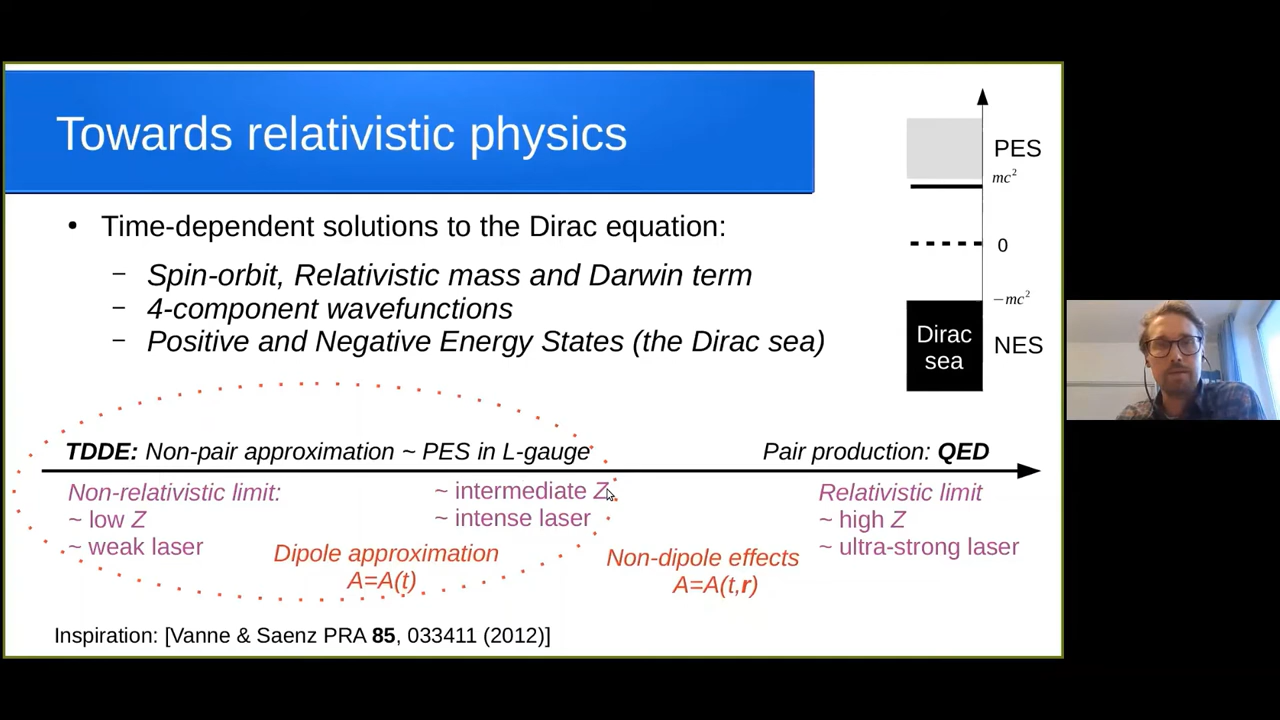 Towards relativistic physics
PES
mc²
0
−mc²
Dirac
sea
NES
• Time-dependent solutions to the Dirac equation:
– Spin-orbit, Relativistic mass and Darwin term
– 4-component wavefunctions
– Positive and Negative Energy States (the Dirac sea)
TDDE: Non-pair approximation ~ PES in L-gauge
Pair production: QED
Non-relativistic limit:
~ low Z
~ weak laser
~ intermediate Z
~ intense laser
Relativistic limit
~ high Z
~ ultra-strong laser
Dipole approximation
A=A(t)
Non-dipole effects
A=A(t,r)
Inspiration: [Vanne & Saenz PRA 85, 033411 (2012)]